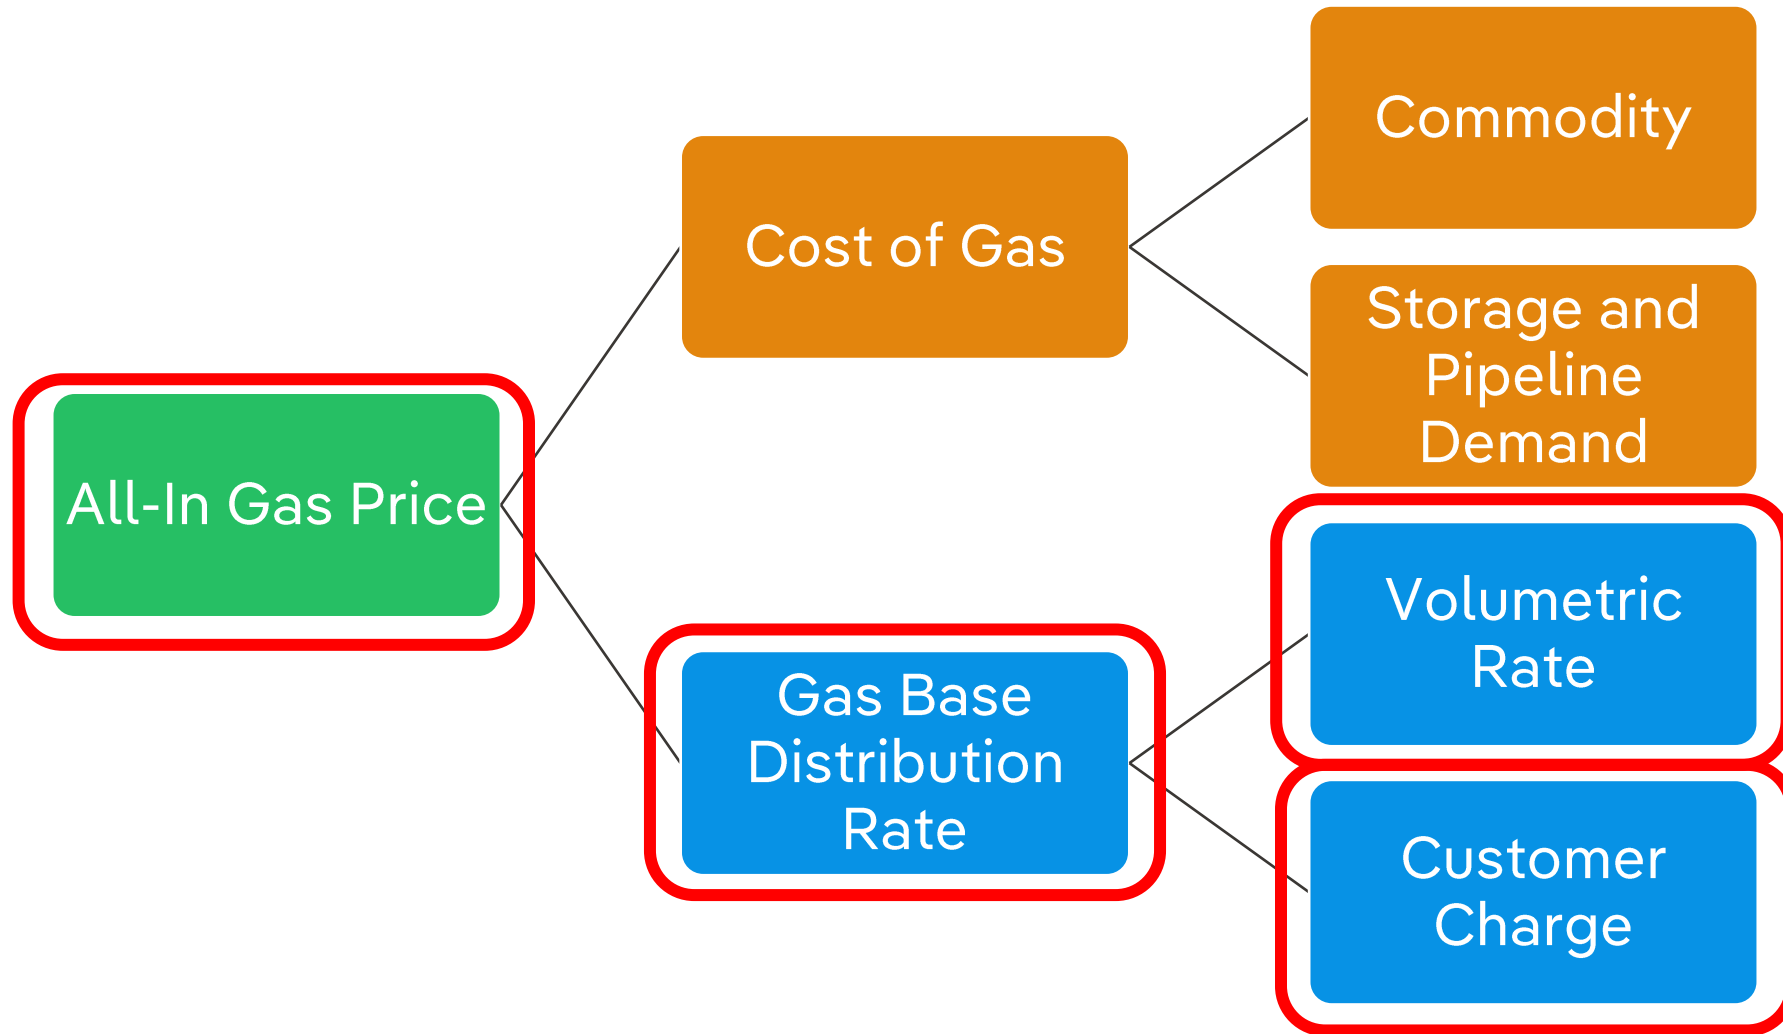 Commodity
Cost of Gas
Storage and
Pipeline
Demand
All-In Gas Price
Volumetric
Rate
Gas Base
Distribution
Rate
Customer
Charge